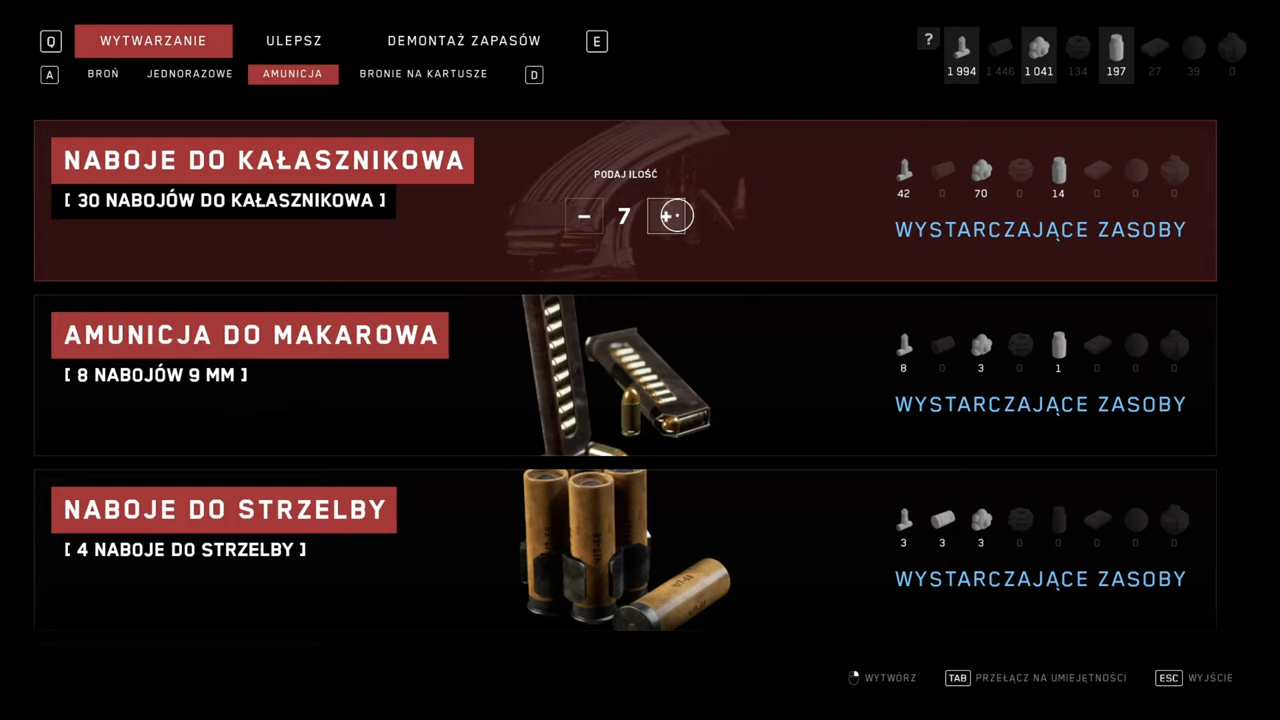 Q WYTWARZANIE ULEPSZ DEMONTAŻ ZAPASÓW E
A BROŃ JEDNORAZOWE AMUNICJA BRONIE NA KARTUSZE D
?
1 994 1 446 1 041 134 197 27 39 0
NABOJE DO KAŁASZNIKOWA
[ 30 NABOJÓW DO KAŁASZNIKOWA ]
PODAJ ILOŚĆ
− 7 +
42 0 70 0 14 0 0 0
WYSTARCZAJĄCE ZASOBY
AMUNICJA DO MAKAROWA
[ 8 NABOJÓW 9 MM ]
8 0 3 0 1 0 0 0
WYSTARCZAJĄCE ZASOBY
NABOJE DO STRZELBY
[ 4 NABOJE DO STRZELBY ]
3 3 3 0 0 0 0 0
WYSTARCZAJĄCE ZASOBY
WYTWÓRZ TAB PRZEŁĄCZ NA UMIEJĘTNOŚCI ESC WYJŚCIE